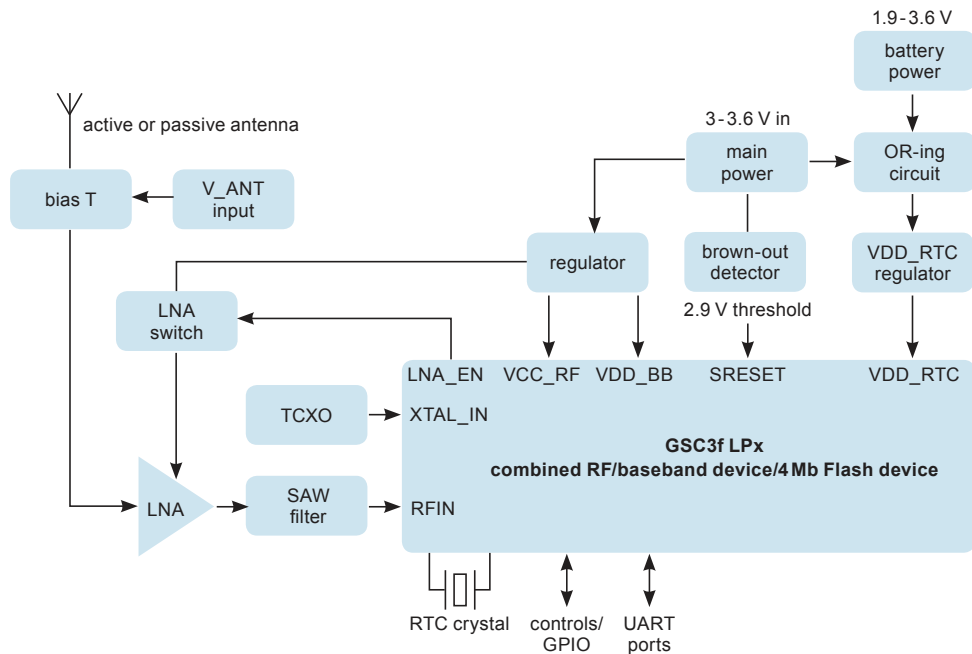 1.9-3.6 V
battery
power
active or passive antenna
3-3.6 V in
main
power
OR-ing
circuit
bias T
V_ANT
input
regulator
brown-out
detector
VDD_RTC
regulator
LNA
switch
2.9 V threshold
LNA_EN
VCC_RF
VDD_BB
SRESET
VDD_RTC
TCXO
XTAL_IN
GSC3f LPx
combined RF/baseband device/4 Mb Flash device
LNA
SAW
filter
RFIN
RTC crystal
controls/
GPIO
UART
ports